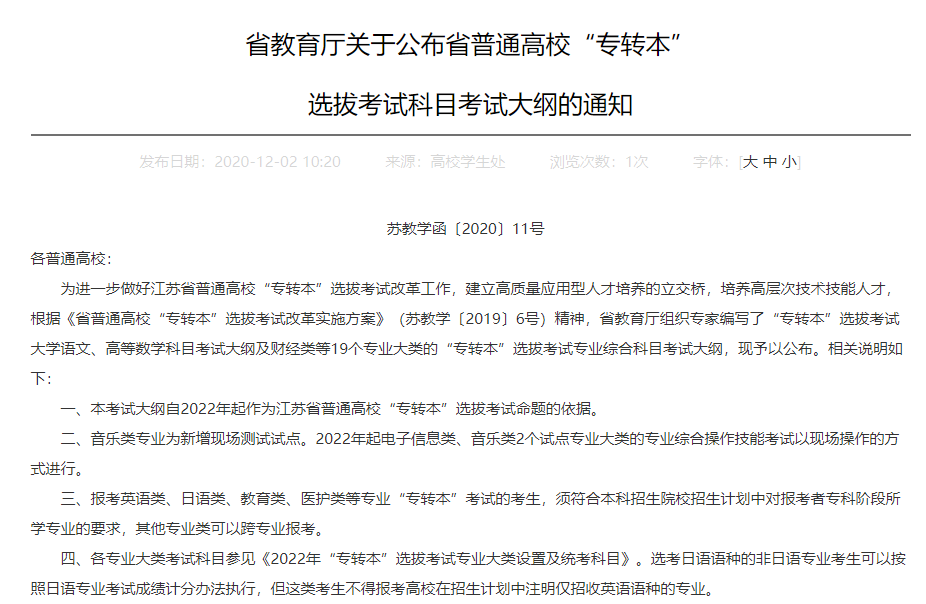 省教育厅关于公布省普通高校“专转本”
选拔考试科目考试大纲的通知
发布日期：2020-12-02 10:20 来源：高校学生处 浏览次数：1次 字体：[大 中 小]
苏教学函〔2020〕11号
各普通高校：
为进一步做好江苏省普通高校“专转本”选拔考试改革工作，建立高质量应用型人才培养的立交桥，培养高层次技术技能人才，
根据《省普通高校“专转本”选拔考试改革实施方案》（苏教学〔2019〕6号）精神，省教育厅组织专家编写了“专转本”选拔考试
大学语文、高等数学科目考试大纲及财经类等19个专业大类的“专转本”选拔考试专业综合科目考试大纲，现予以公布。相关说明如
下：
一、本考试大纲自2022年起作为江苏省普通高校“专转本”选拔考试命题的依据。
二、音乐类专业为新增现场测试试点。2022年起电子信息类、音乐类2个试点专业大类的专业综合操作技能考试以现场操作的方
式进行。
三、报考英语类、日语类、教育类、医护类等专业“专转本”考试的考生，须符合本科招生院校招生计划中对报考者专科阶段所
学专业的要求，其他专业类可以跨专业报考。
四、各专业大类考试科目参见《2022年“专转本”选拔考试专业大类设置及统考科目》。选考日语语种的非日语专业考生可以按
照日语专业考试成绩计分办法执行，但这类考生不得报考高校在招生计划中注明仅招收英语语种的专业。